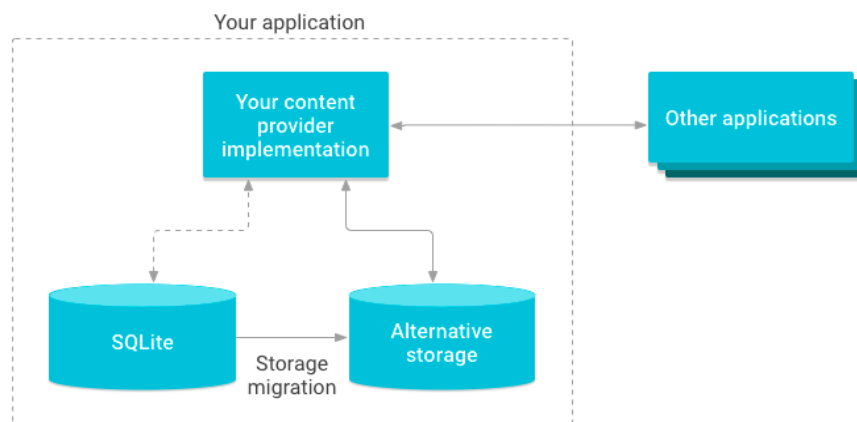 Your application
Your content
provider
implementation
Other applications
SQLite
Storage
migration
Alternative
storage